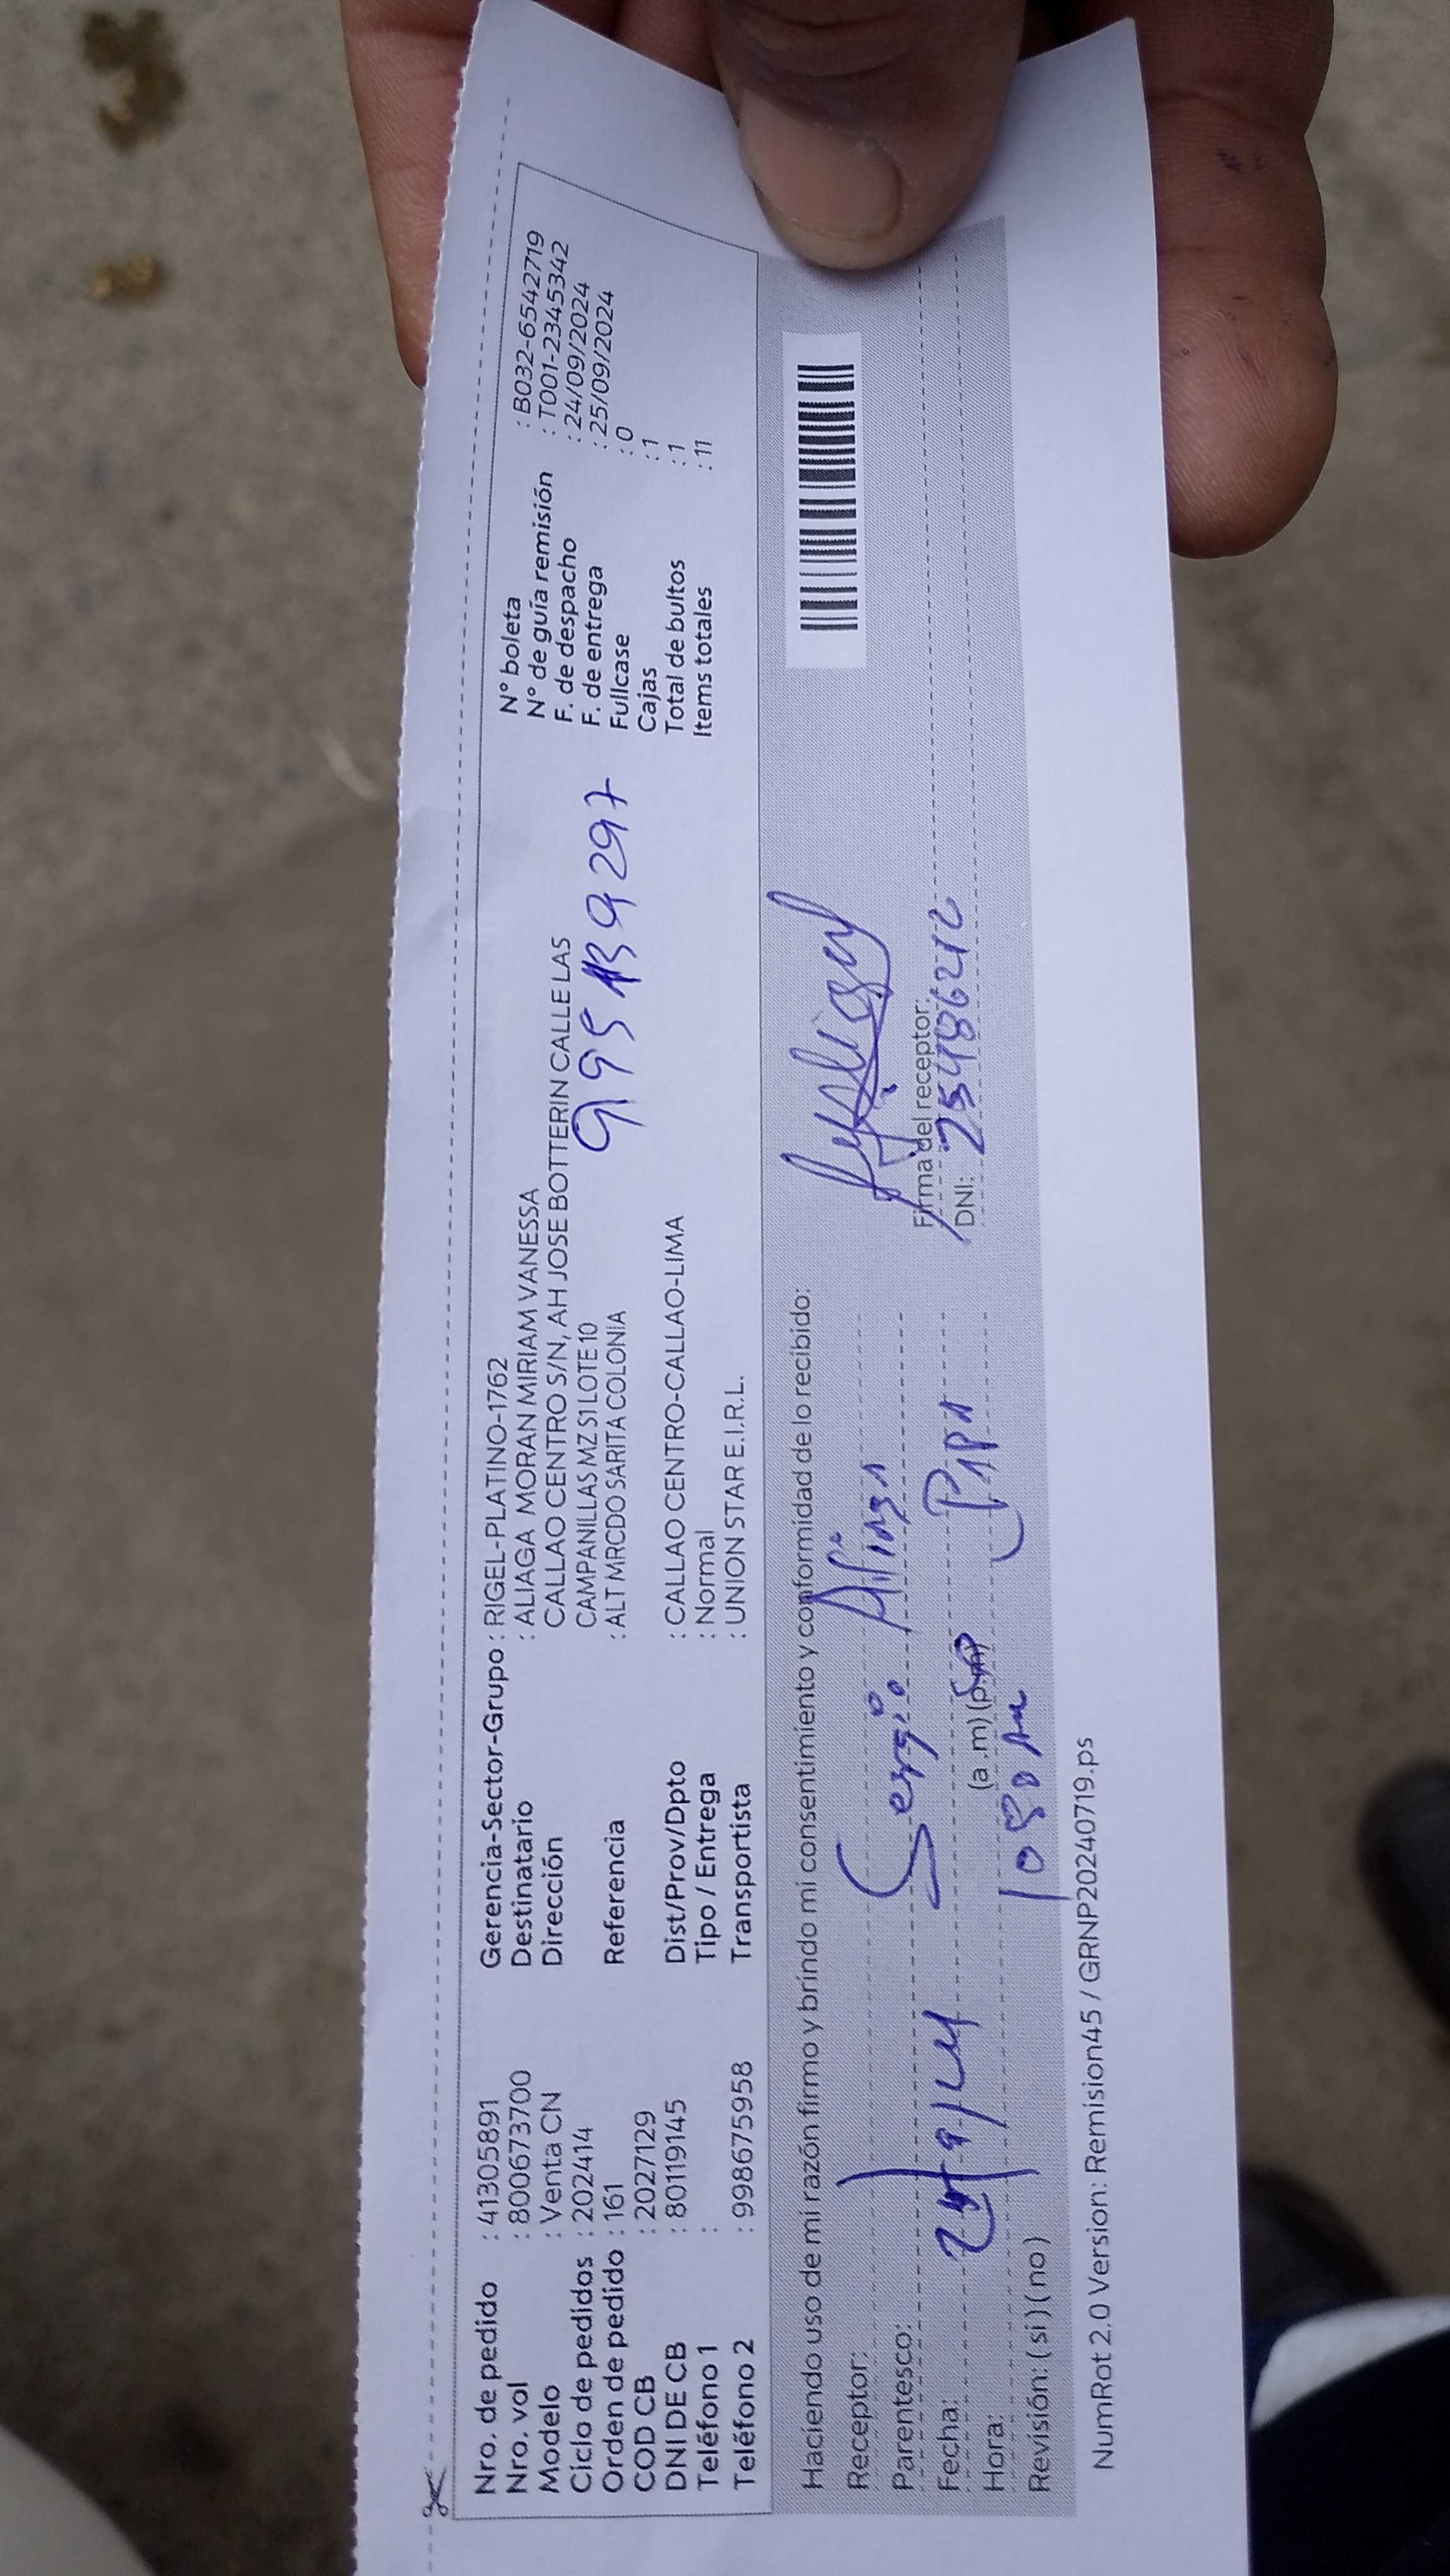 Nro. de pedido : 41305891
Nro. vol : 800673700
Modelo : Venta CN
Ciclo de pedidos : 202414
Orden de pedido : 161
COD CB : 2027129
DNI DE CB : 80119145
Teléfono 1 :
Teléfono 2 : 998675958
Gerencia-Sector-Grupo : RIGEL-PLATINO-1762
Destinatario : ALIAGA MORAN MIRIAM VANESSA
Dirección CALLAO CENTRO S/N, AH JOSE BOTTERIN CALLE LAS
CAMPANILLAS MZ S1 LOTE 10
Referencia : ALT MRCDO SARITA COLONIA
Dist/Prov/Dpto : CALLAO CENTRO-CALLAO-LIMA
Tipo / Entrega : Normal
Transportista : UNION STAR E.I.R.L.
N° boleta : B032-6542719
N° de guía remisión : T001-2345342
F. de despacho : 24/09/2024
F. de entrega : 25/09/2024
Fullcase : 0
Cajas : 1
Total de bultos : 1
Items totales : 11
Haciendo uso de mi razón firmo y brindo mi consentimiento y conformidad de lo recibido:
Receptor: Sergio Aliaga
Parentesco: Papa
Fecha:
Hora: (a .m) (p.m)
Revisión: ( si ) ( no )
Firma del receptor:
DNI: 25486212
NumRot 2.0 Version: Remision45 / GRNP20240719.ps